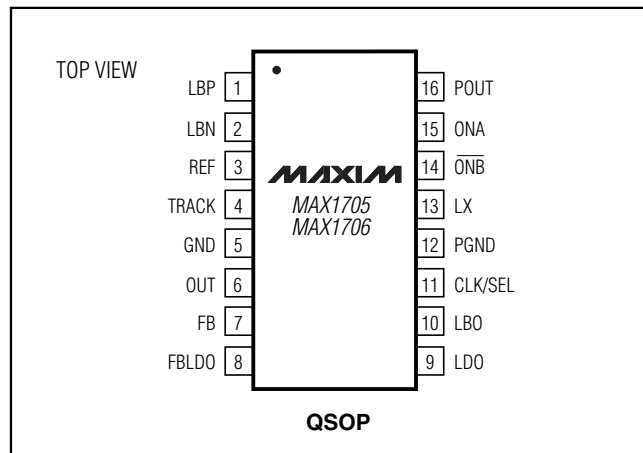 TOP VIEW
LBP 1
LBN 2
REF 3
TRACK 4
GND 5
OUT 6
FB 7
FBLDO 8
MAXIM
MAX1705
MAX1706
16 POUT
15 ONA
14 O̅N̅B̅
13 LX
12 PGND
11 CLK/SEL
10 LBO
9 LDO
QSOP